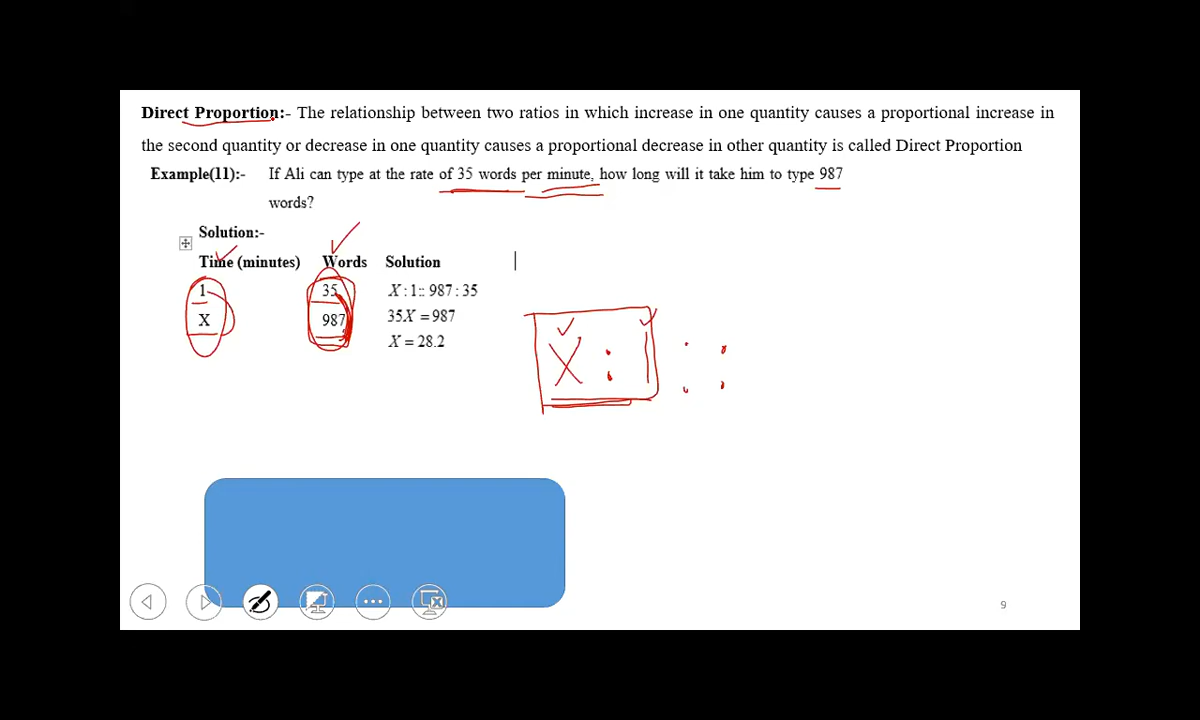 Direct Proportion:- The relationship between two ratios in which increase in one quantity causes a proportional increase in
the second quantity or decrease in one quantity causes a proportional decrease in other quantity is called Direct Proportion
Example(11):- If Ali can type at the rate of 35 words per minute, how long will it take him to type 987
words?
Solution:-
Time (minutes) Words Solution
1 35 X : 1 :: 987 : 35
X 987 35X = 987
X = 28.2
X : 1 : :
9